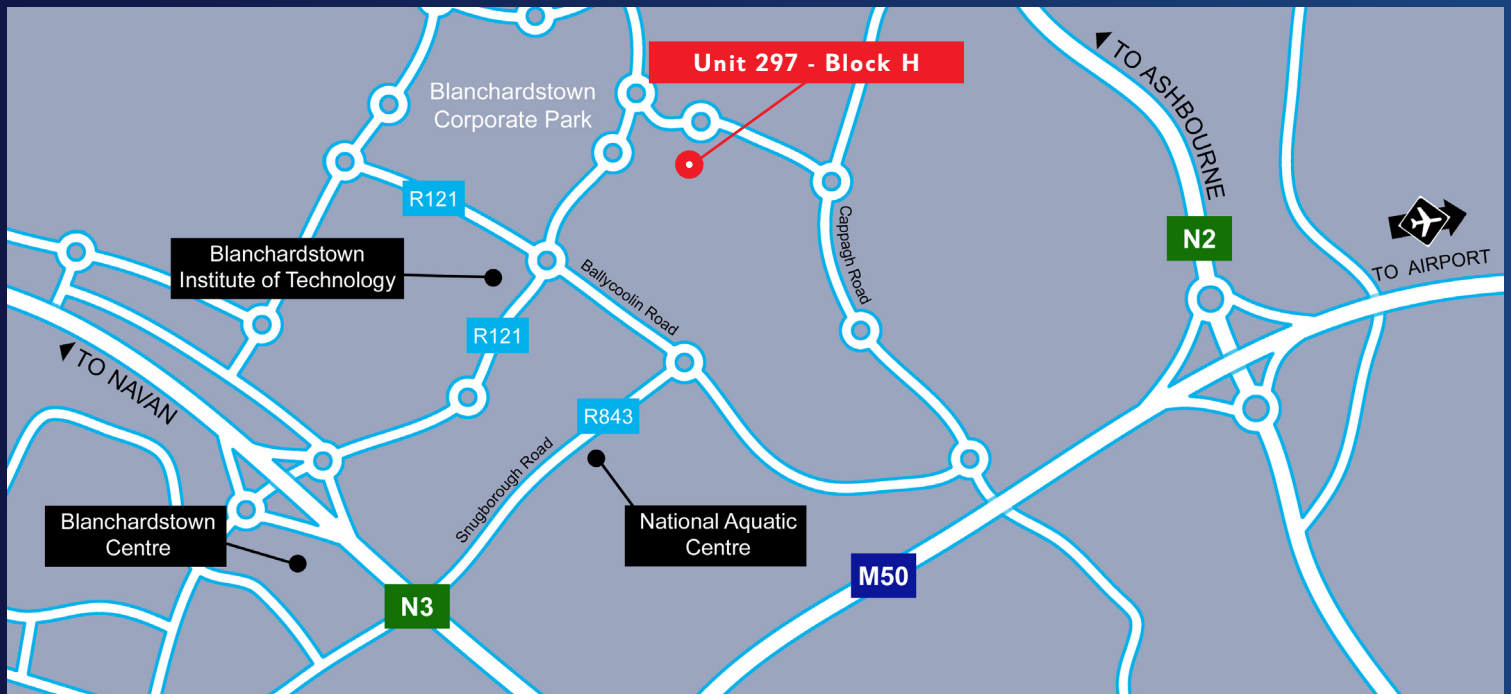 Unit 297 - Block H
Blanchardstown
Corporate Park
TO ASHBOURNE
R121
N2
Cappagh Road
Blanchardstown
Institute of Technology
Ballycoolin Road
TO AIRPORT
R121
TO NAVAN
R843
Snugborough Road
Blanchardstown
Centre
National Aquatic
Centre
M50
N3